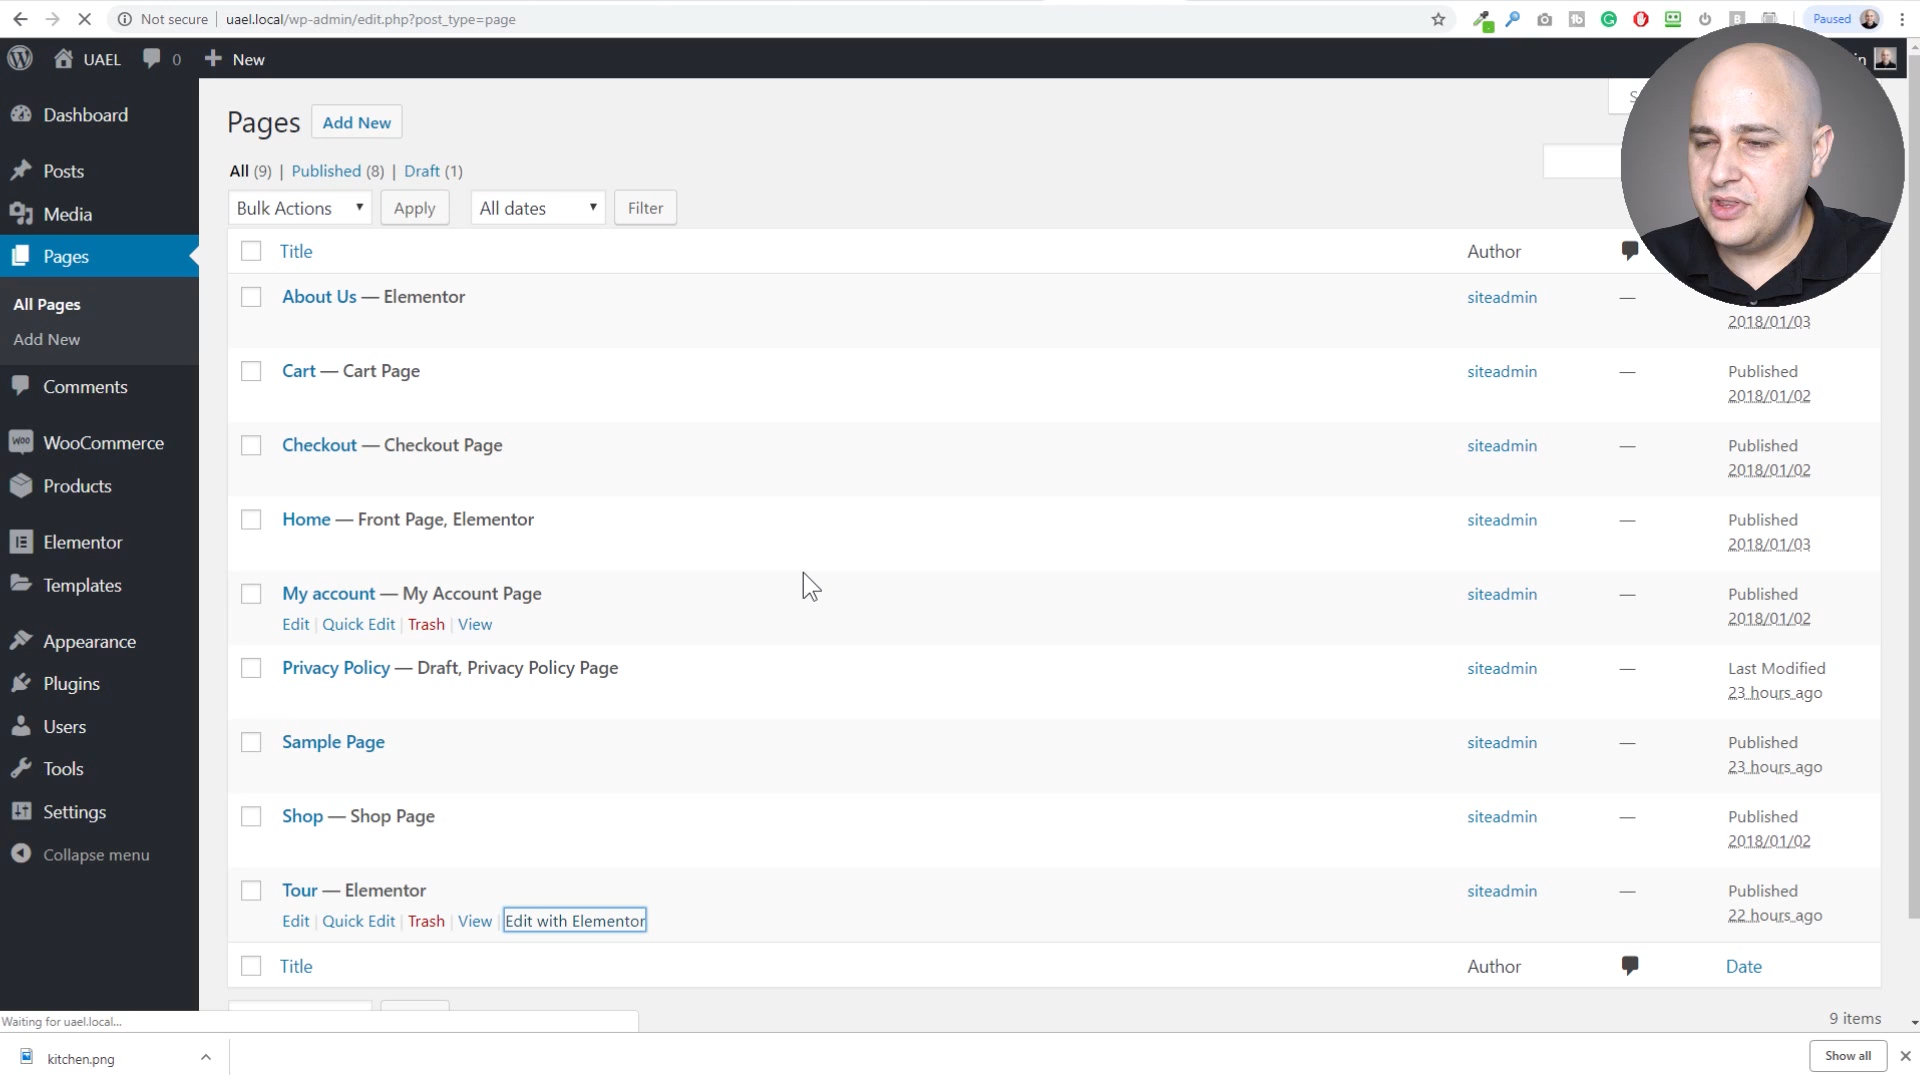 Not secure | uael.local/wp-admin/edit.php?post_type=page
Paused
UAEL 0 New
Dashboard
Posts
Media
Pages
All Pages
Add New
Comments
WooCommerce
Products
Elementor
Templates
Appearance
Plugins
Users
Tools
Settings
Collapse menu
Pages Add New
All (9) | Published (8) | Draft (1)
Bulk Actions Apply All dates Filter
Title Author
About Us — Elementor siteadmin —
2018/01/03
Cart — Cart Page siteadmin — Published
2018/01/02
Checkout — Checkout Page siteadmin — Published
2018/01/02
Home — Front Page, Elementor siteadmin — Published
2018/01/03
My account — My Account Page siteadmin — Published
2018/01/02
Edit | Quick Edit | Trash | View
Privacy Policy — Draft, Privacy Policy Page siteadmin — Last Modified
23 hours ago
Sample Page siteadmin — Published
23 hours ago
Shop — Shop Page siteadmin — Published
2018/01/02
Tour — Elementor siteadmin — Published
22 hours ago
Edit | Quick Edit | Trash | View | Edit with Elementor
Title Author Date
9 items
Waiting for uael.local...
kitchen.png
Show all